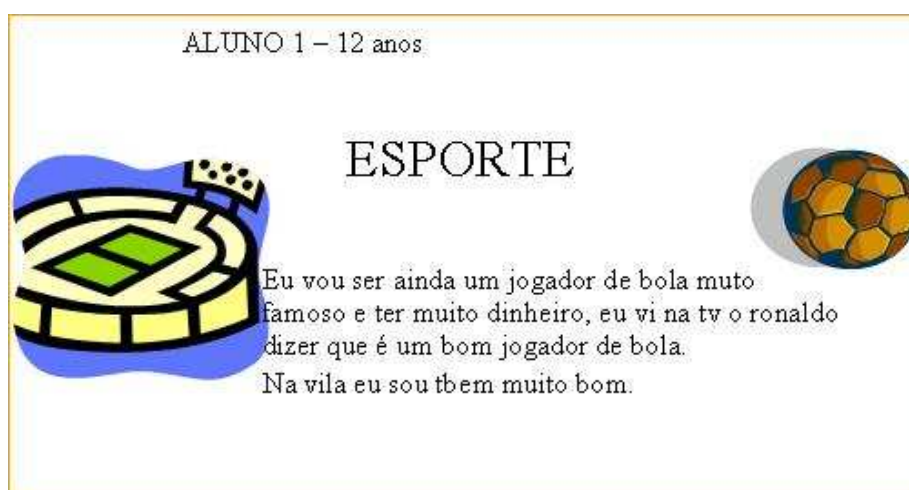 ALUNO 1 – 12 anos
ESPORTE
Eu vou ser ainda um jogador de bola muto
famoso e ter muito dinheiro, eu vi na tv o ronaldo
dizer que é um bom jogador de bola.
Na vila eu sou tbem muito bom.